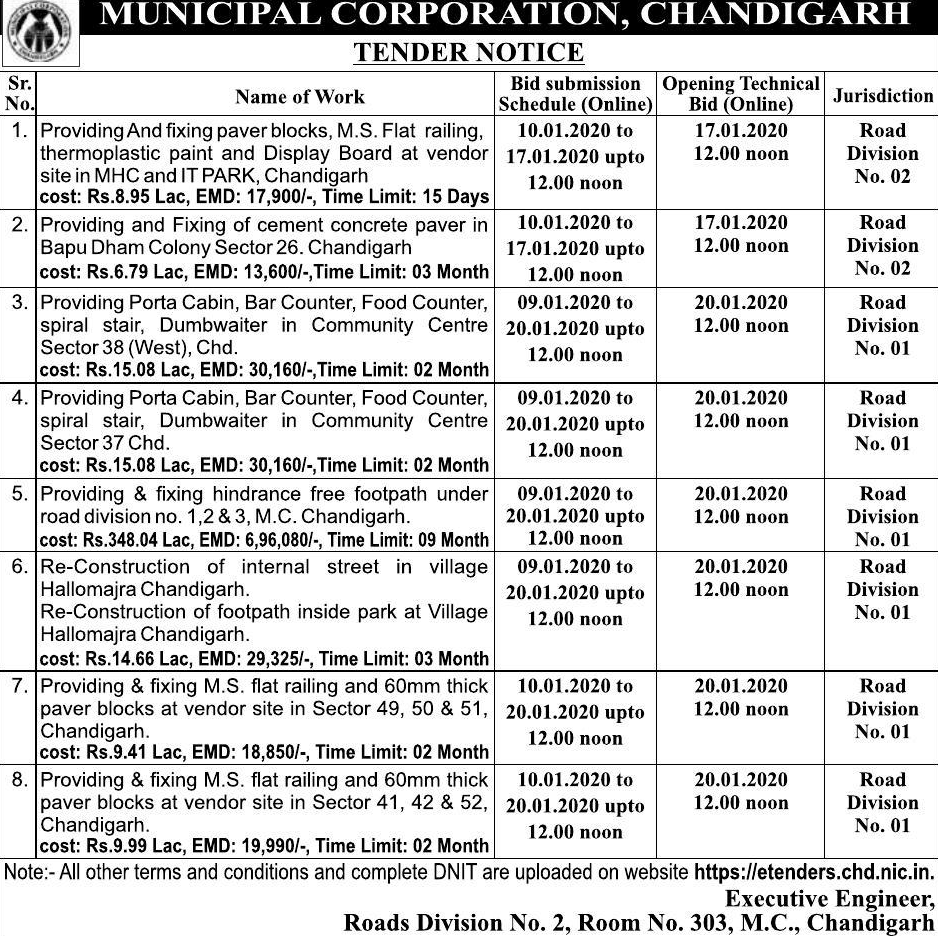 MUNICIPAL CORPORATION, CHANDIGARH
TENDER NOTICE
Sr. No. Name of Work Bid submission Schedule (Online) Opening Technical Bid (Online) Jurisdiction
1. Providing And fixing paver blocks, M.S. Flat railing, 10.01.2020 to 17.01.2020 Road
thermoplastic paint and Display Board at vendor 17.01.2020 upto 12.00 noon Division
site in MHC and IT PARK, Chandigarh 12.00 noon No. 02
cost: Rs.8.95 Lac, EMD: 17,900/-, Time Limit: 15 Days
2. Providing and Fixing of cement concrete paver in 10.01.2020 to 17.01.2020 Road
Bapu Dham Colony Sector 26. Chandigarh 17.01.2020 upto 12.00 noon Division
cost: Rs.6.79 Lac, EMD: 13,600/-,Time Limit: 03 Month 12.00 noon No. 02
3. Providing Porta Cabin, Bar Counter, Food Counter, 09.01.2020 to 20.01.2020 Road
spiral stair, Dumbwaiter in Community Centre 20.01.2020 upto 12.00 noon Division
Sector 38 (West), Chd. 12.00 noon No. 01
cost: Rs.15.08 Lac, EMD: 30,160/-,Time Limit: 02 Month
4. Providing Porta Cabin, Bar Counter, Food Counter, 09.01.2020 to 20.01.2020 Road
spiral stair, Dumbwaiter in Community Centre 20.01.2020 upto 12.00 noon Division
Sector 37 Chd. 12.00 noon No. 01
cost: Rs.15.08 Lac, EMD: 30,160/-,Time Limit: 02 Month
5. Providing & fixing hindrance free footpath under 09.01.2020 to 20.01.2020 Road
road division no. 1,2 & 3, M.C. Chandigarh. 20.01.2020 upto 12.00 noon Division
cost: Rs.348.04 Lac, EMD: 6,96,080/-, Time Limit: 09 Month 12.00 noon No. 01
6. Re-Construction of internal street in village 09.01.2020 to 20.01.2020 Road
Hallomajra Chandigarh. 20.01.2020 upto 12.00 noon Division
Re-Construction of footpath inside park at Village 12.00 noon No. 01
Hallomajra Chandigarh.
cost: Rs.14.66 Lac, EMD: 29,325/-, Time Limit: 03 Month
7. Providing & fixing M.S. flat railing and 60mm thick 10.01.2020 to 20.01.2020 Road
paver blocks at vendor site in Sector 49, 50 & 51, 20.01.2020 upto 12.00 noon Division
Chandigarh. 12.00 noon No. 01
cost: Rs.9.41 Lac, EMD: 18,850/-, Time Limit: 02 Month
8. Providing & fixing M.S. flat railing and 60mm thick 10.01.2020 to 20.01.2020 Road
paver blocks at vendor site in Sector 41, 42 & 52, 20.01.2020 upto 12.00 noon Division
Chandigarh. 12.00 noon No. 01
cost: Rs.9.99 Lac, EMD: 19,990/-, Time Limit: 02 Month
Note:- All other terms and conditions and complete DNIT are uploaded on website https://etenders.chd.nic.in.
Executive Engineer,
Roads Division No. 2, Room No. 303, M.C., Chandigarh